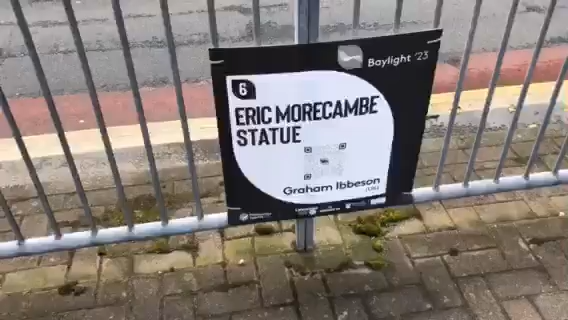 Baylight '23
6
ERIC MORECAMBE
STATUE
Graham Ibbeson